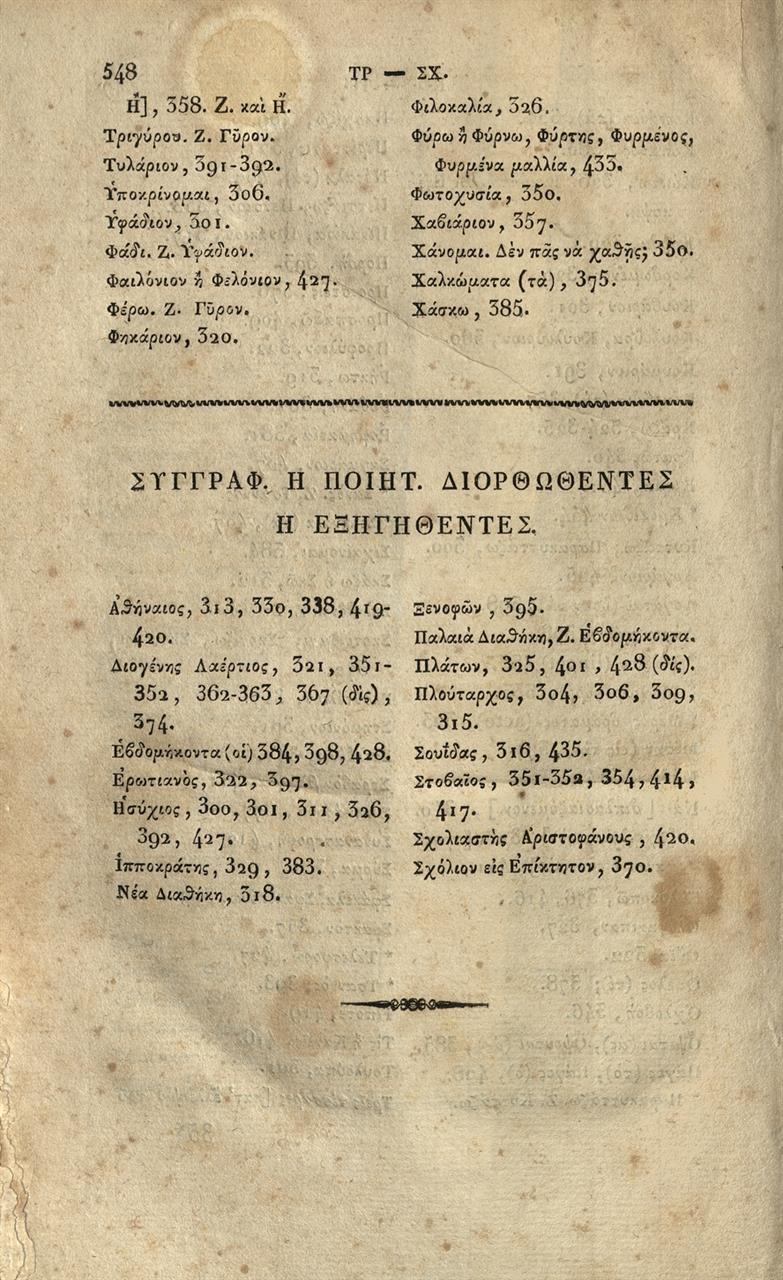 548 ΤΡ — ΣΧ.
Ἤ], 358. Ζ. καὶ Ἤ.
Τριγύρου. Ζ. Γῦρον.
Τυλάριον, 391-392.
Ὑποκρίνομαι, 306.
Ὑφάδιον, 301.
Φάδι. Ζ. Ὑφάδιον.
Φαιλόνιον ἢ Φελόνιον, 427.
Φέρω. Ζ. Γῦρον.
Φηκάριον, 320.
Φιλοκαλία, 326.
Φύρω ἢ Φύρνω, Φύρτης, Φυρμένος,
Φυρμένα μαλλία, 433.
Φωτοχυσία, 350.
Χαβιάριον, 357.
Χάνομαι. Δὲν πᾶς νὰ χαθῇς; 350.
Χαλκώματα (τὰ), 375.
Χάσκω, 385.
ΣΥΓΓΡΑΦ. Η ΠΟΙΗΤ. ΔΙΟΡΘΩΘΕΝΤΕΣ
Η ΕΞΗΓΗΘΕΝΤΕΣ.
Ἀθήναιος, 313, 330, 338, 419-
420.
Διογένης Λαέρτιος, 321, 351-
352, 362-363, 367 (δὶς),
374.
Ἑβδομήκοντα (οἱ) 384, 398, 428.
Ἐρωτιανὸς, 322, 397.
Ἡσύχιος, 300, 301, 311, 326,
392, 427.
Ἱπποκράτης, 329, 383.
Νέα Διαθήκη, 318.
Ξενοφῶν, 395.
Παλαιὰ Διαθήκη, Ζ. Ἑβδομήκοντα.
Πλάτων, 325, 401, 428 (δίς).
Πλούταρχος, 304, 306, 309,
315.
Σουΐδας, 316, 435.
Στοβαῖος, 351-352, 354, 414,
417.
Σχολιαστὴς Ἀριστοφάνους, 420.
Σχόλιον εἰς Ἐπίκτητον, 370.